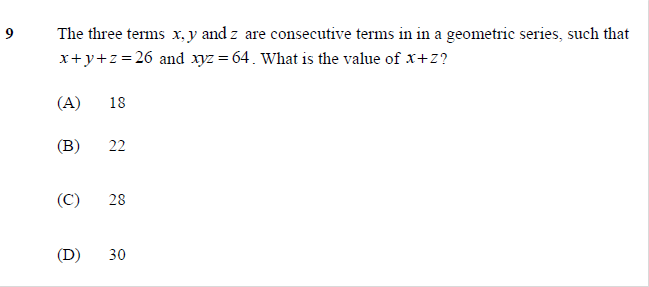 9 The three terms x, y and z are consecutive terms in in a geometric series, such that
x + y + z = 26 and xyz = 64. What is the value of x + z?
(A) 18
(B) 22
(C) 28
(D) 30